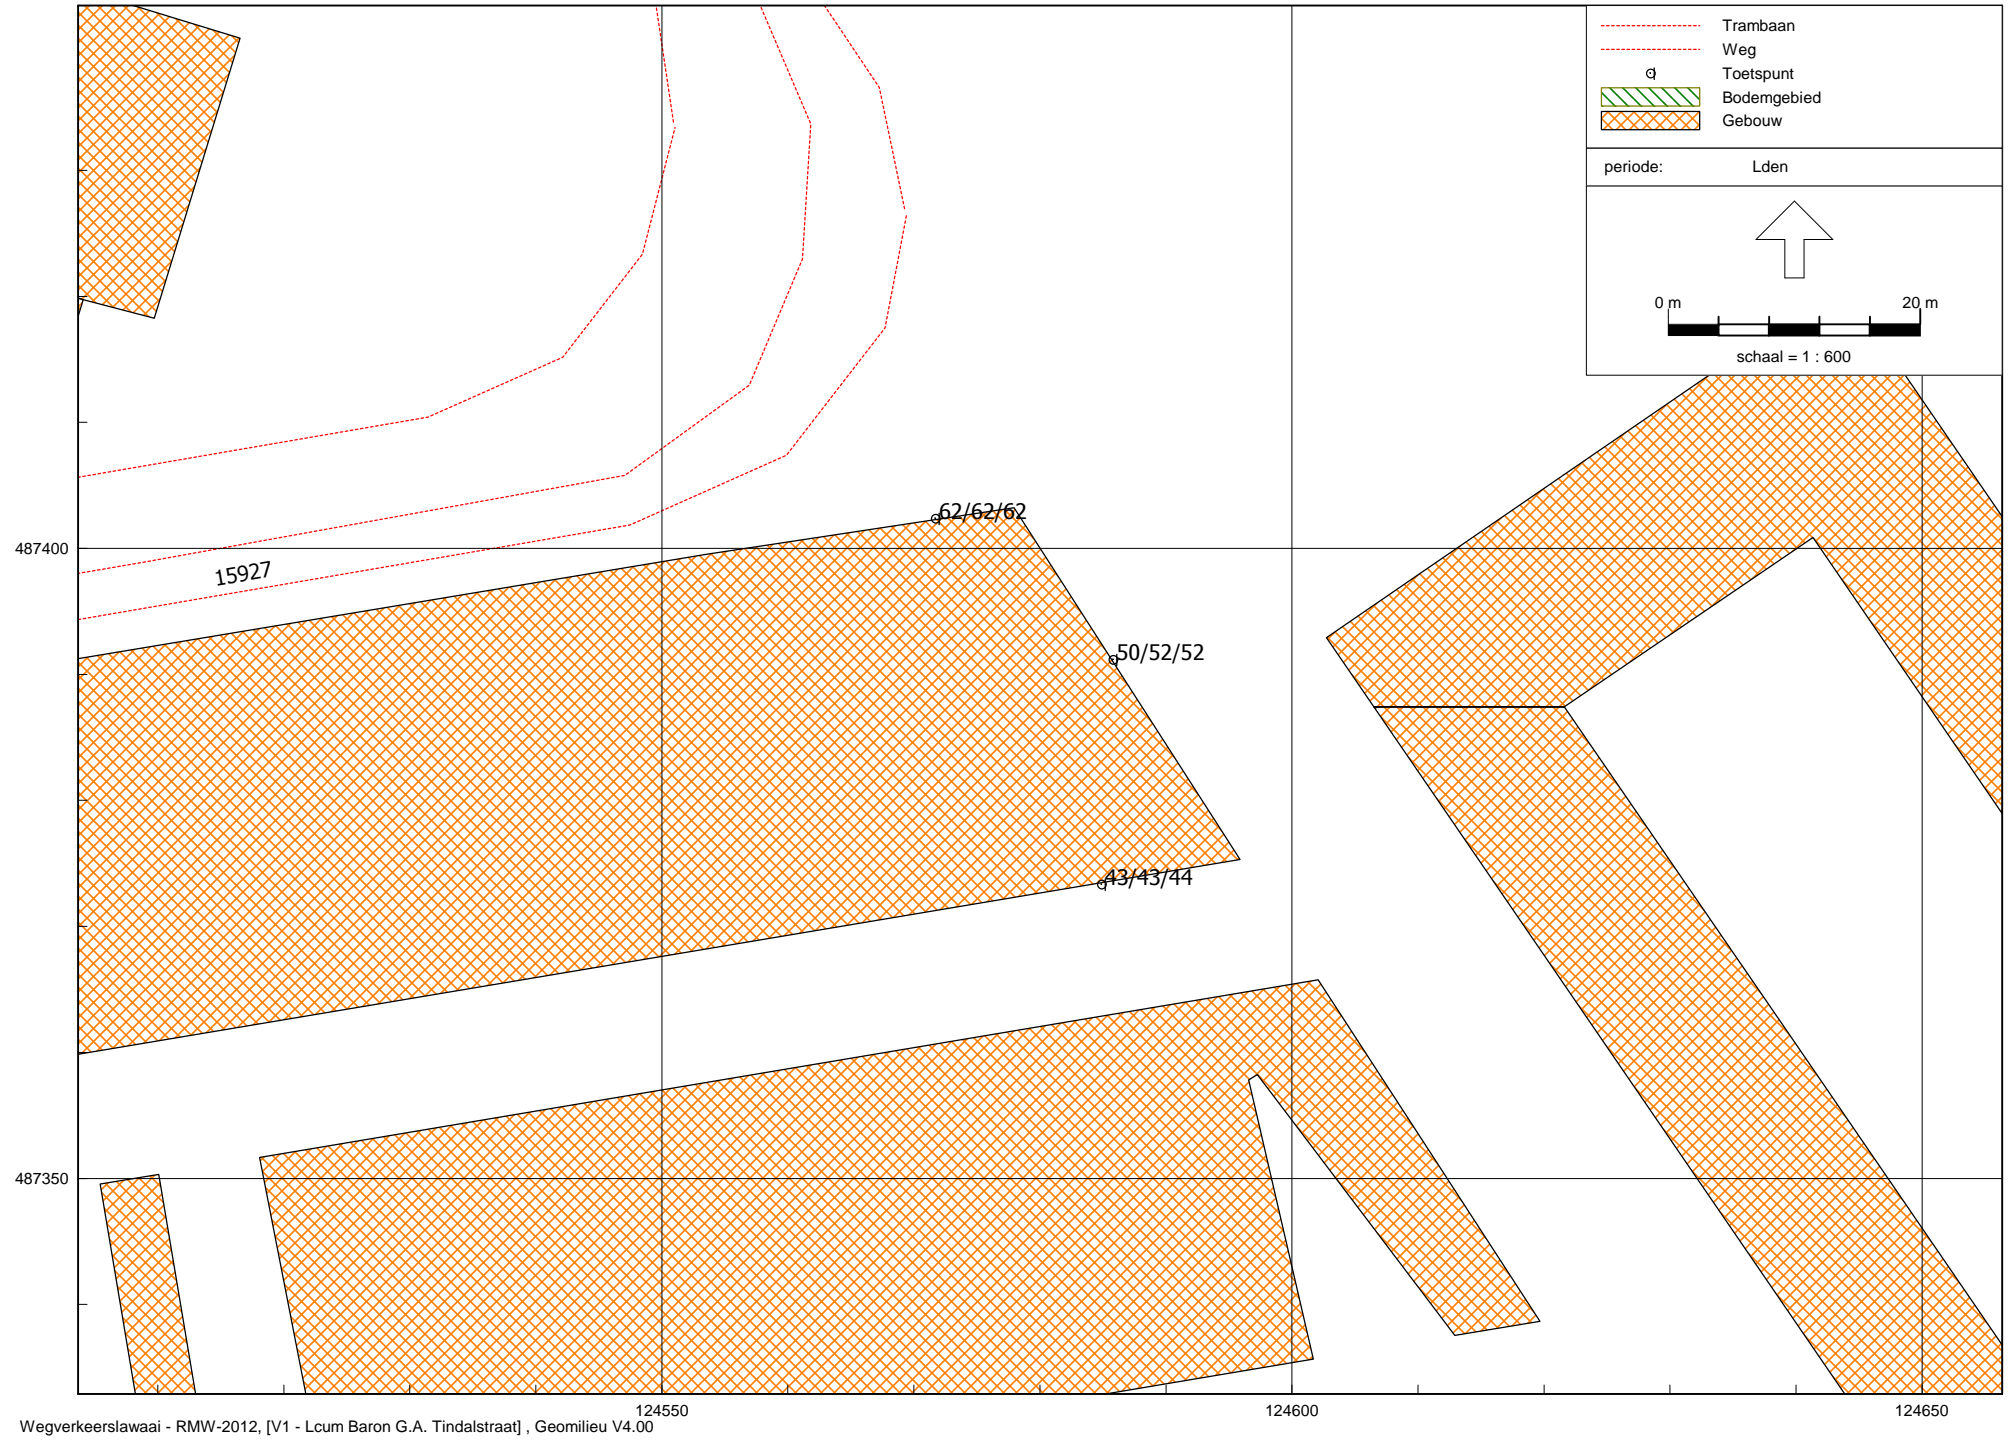 Trambaan
Weg
Toetspunt
Bodemgebied
Gebouw
periode: Lden
0 m 20 m
schaal = 1 : 600
62/62/62
487400
15927
50/52/52
43/43/44
487350
124550 124600 124650
Wegverkeerslawaai - RMW-2012, [V1 - Lcum Baron G.A. Tindalstraat] , Geomilieu V4.00